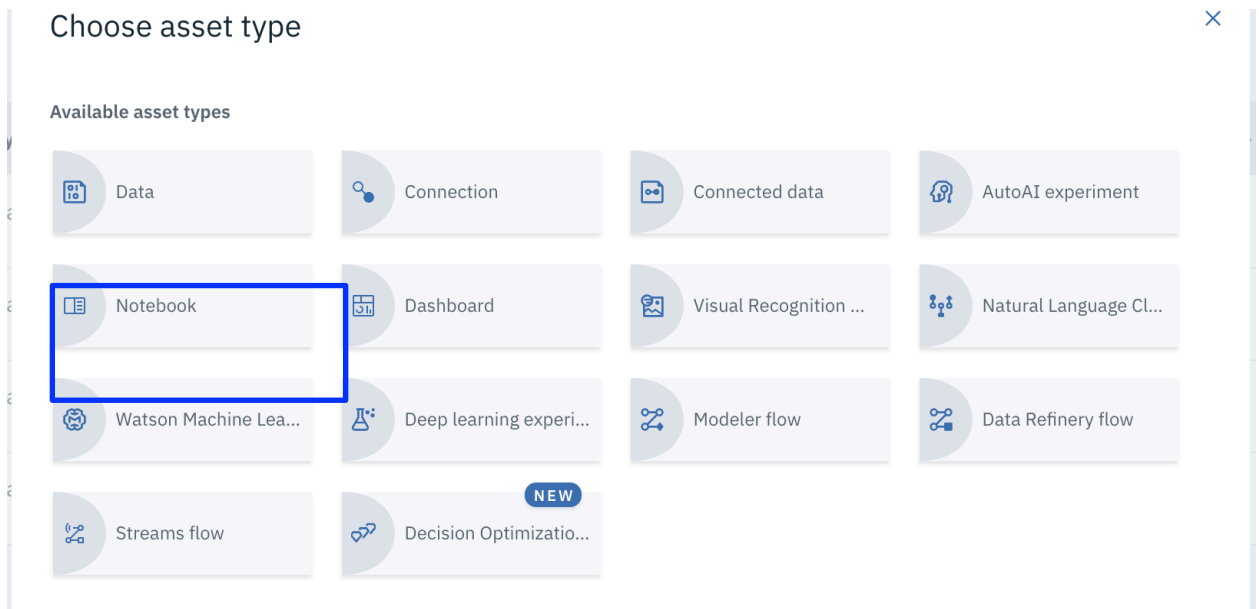 Choose asset type
Available asset types
Data
Connection
Connected data
AutoAI experiment
Notebook
Dashboard
Visual Recognition ...
Natural Language Cl...
Watson Machine Lea...
Deep learning experi...
Modeler flow
Data Refinery flow
NEW
Streams flow
Decision Optimizatio...